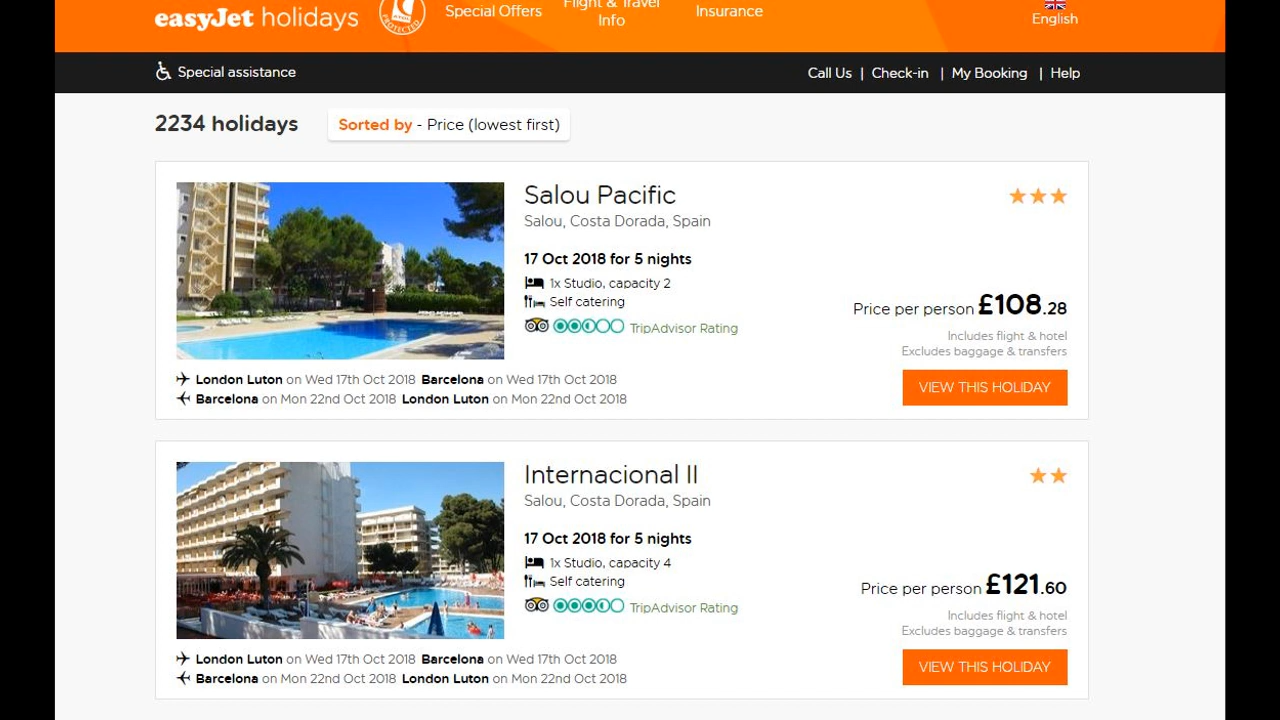 easyJet holidays
PROTECTED
Special Offers
Flight & Travel
Info
Insurance
English
Special assistance
Call Us | Check-in | My Booking | Help
2234 holidays
Sorted by - Price (lowest first)
Salou Pacific
Salou, Costa Dorada, Spain
17 Oct 2018 for 5 nights
1x Studio, capacity 2
Self catering
TripAdvisor Rating
Price per person £108.28
Includes flight & hotel
Excludes baggage & transfers
VIEW THIS HOLIDAY
London Luton on Wed 17th Oct 2018 Barcelona on Wed 17th Oct 2018
Barcelona on Mon 22nd Oct 2018 London Luton on Mon 22nd Oct 2018
Internacional II
Salou, Costa Dorada, Spain
17 Oct 2018 for 5 nights
1x Studio, capacity 4
Self catering
TripAdvisor Rating
Price per person £121.60
Includes flight & hotel
Excludes baggage & transfers
VIEW THIS HOLIDAY
London Luton on Wed 17th Oct 2018 Barcelona on Wed 17th Oct 2018
Barcelona on Mon 22nd Oct 2018 London Luton on Mon 22nd Oct 2018